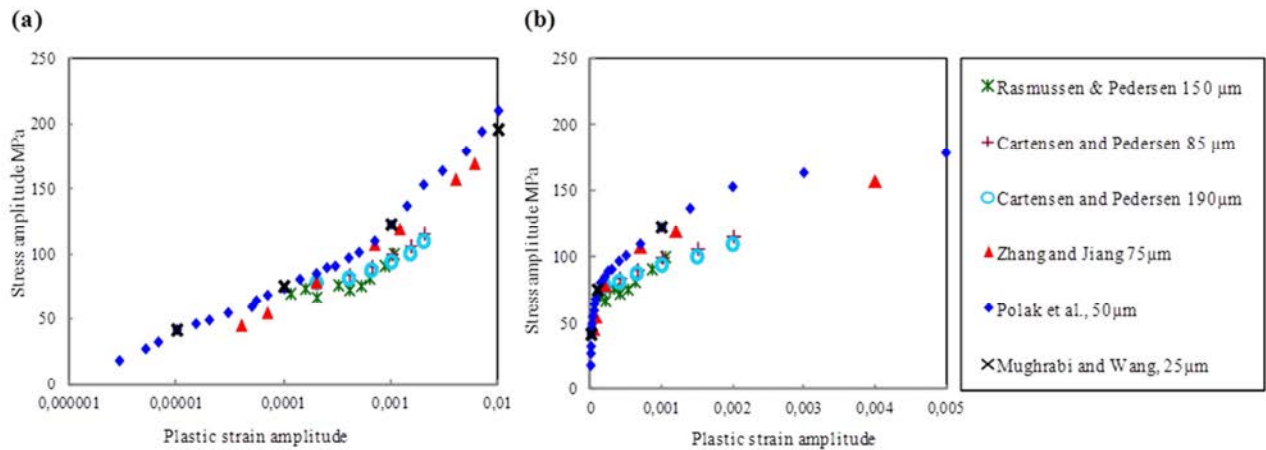 (a)
250
200
150
100
50
0
Stress amplitude MPa
0,000001 0,00001 0,0001 0,001 0,01
Plastic strain amplitude
(b)
250
200
150
100
50
0
Stress amplitude MPa
0 0,001 0,002 0,003 0,004 0,005
Plastic strain amplitude
Rasmussen & Pedersen 150 µm
Cartensen and Pedersen 85 µm
Cartensen and Pedersen 190µm
Zhang and Jiang 75µm
Polak et al., 50µm
Mughrabi and Wang, 25µm